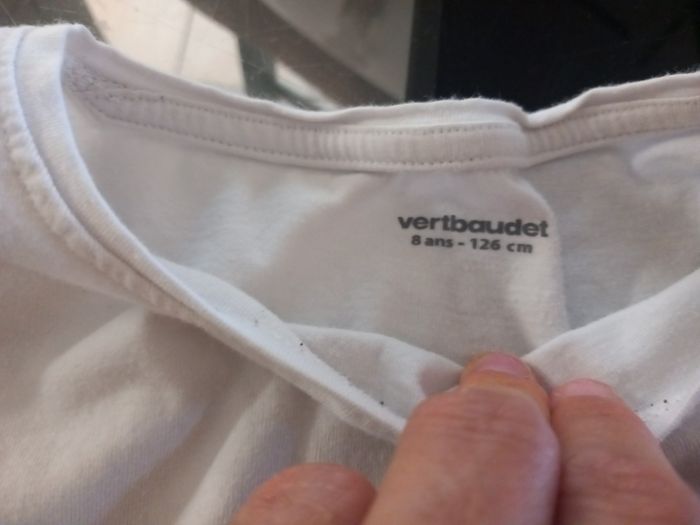 vertbaudet
8 ans - 126 cm